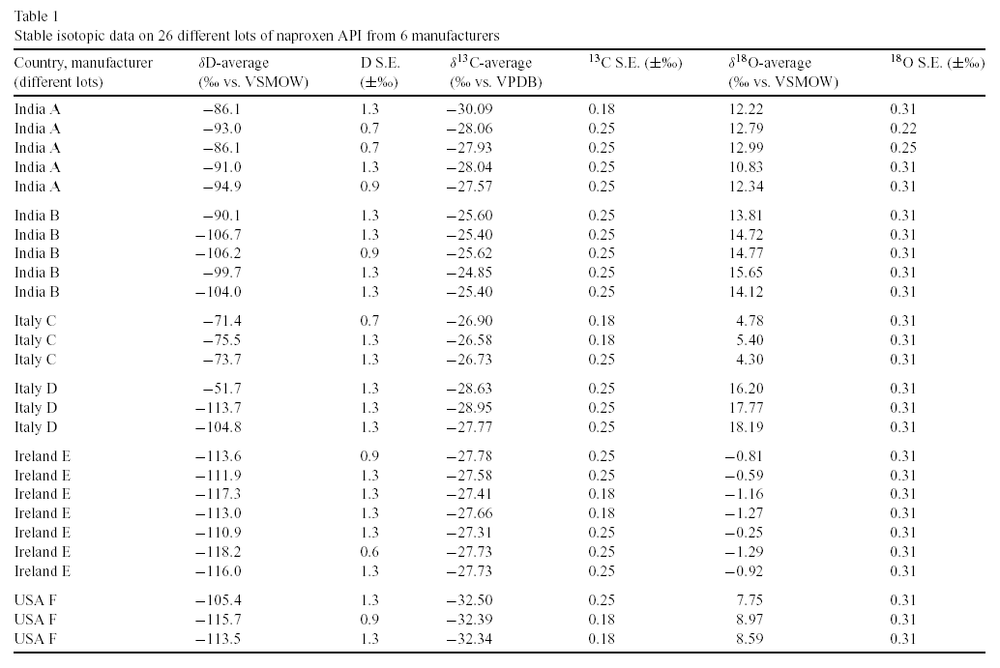 Table 1
Stable isotopic data on 26 different lots of naproxen API from 6 manufacturers
Country, manufacturer δD-average D S.E. δ¹³C-average ¹³C S.E. (±‰) δ¹⁸O-average ¹⁸O S.E. (±‰)
(different lots) (‰ vs. VSMOW) (±‰) (‰ vs. VPDB) (‰ vs. VSMOW)
India A −86.1 1.3 −30.09 0.18 12.22 0.31
India A −93.0 0.7 −28.06 0.25 12.79 0.22
India A −86.1 0.7 −27.93 0.25 12.99 0.25
India A −91.0 1.3 −28.04 0.25 10.83 0.31
India A −94.9 0.9 −27.57 0.25 12.34 0.31
India B −90.1 1.3 −25.60 0.25 13.81 0.31
India B −106.7 1.3 −25.40 0.25 14.72 0.31
India B −106.2 0.9 −25.62 0.25 14.77 0.31
India B −99.7 1.3 −24.85 0.25 15.65 0.31
India B −104.0 1.3 −25.40 0.25 14.12 0.31
Italy C −71.4 0.7 −26.90 0.18 4.78 0.31
Italy C −75.5 1.3 −26.58 0.18 5.40 0.31
Italy C −73.7 1.3 −26.73 0.25 4.30 0.31
Italy D −51.7 1.3 −28.63 0.25 16.20 0.31
Italy D −113.7 1.3 −28.95 0.25 17.77 0.31
Italy D −104.8 1.3 −27.77 0.25 18.19 0.31
Ireland E −113.6 0.9 −27.78 0.25 −0.81 0.31
Ireland E −111.9 1.3 −27.58 0.25 −0.59 0.31
Ireland E −117.3 1.3 −27.41 0.18 −1.16 0.31
Ireland E −113.0 1.3 −27.66 0.18 −1.27 0.31
Ireland E −110.9 1.3 −27.31 0.25 −0.25 0.31
Ireland E −118.2 0.6 −27.73 0.25 −1.29 0.31
Ireland E −116.0 1.3 −27.73 0.25 −0.92 0.31
USA F −105.4 1.3 −32.50 0.25 7.75 0.31
USA F −115.7 0.9 −32.39 0.18 8.97 0.31
USA F −113.5 1.3 −32.34 0.18 8.59 0.31